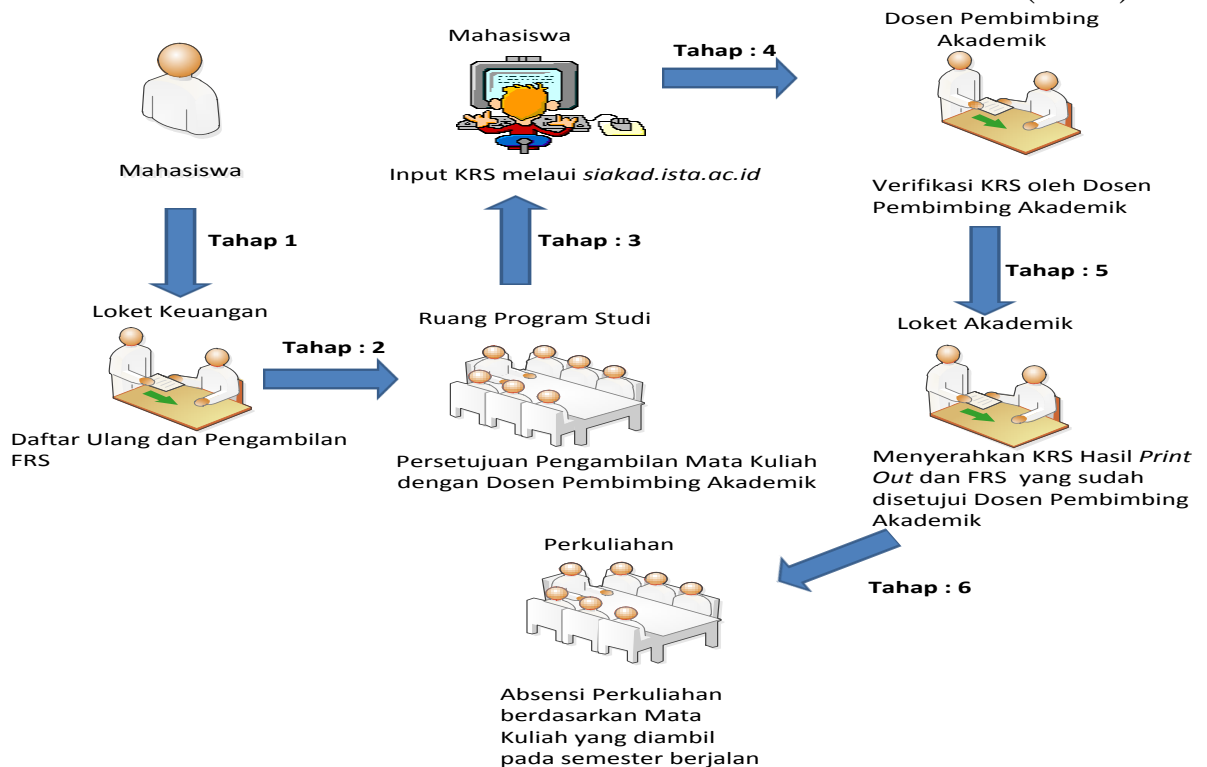 Dosen Pembimbing
Akademik
Mahasiswa
Tahap : 4
Mahasiswa
Input KRS melaui siakad.ista.ac.id
Verifikasi KRS oleh Dosen
Pembimbing Akademik
Tahap 1
Tahap : 3
Tahap : 5
Loket Keuangan
Ruang Program Studi
Loket Akademik
Tahap : 2
Daftar Ulang dan Pengambilan
FRS
Persetujuan Pengambilan Mata Kuliah
dengan Dosen Pembimbing Akademik
Menyerahkan KRS Hasil Print
Out dan FRS yang sudah
disetujui Dosen Pembimbing
Akademik
Perkuliahan
Tahap : 6
Absensi Perkuliahan
berdasarkan Mata
Kuliah yang diambil
pada semester berjalan